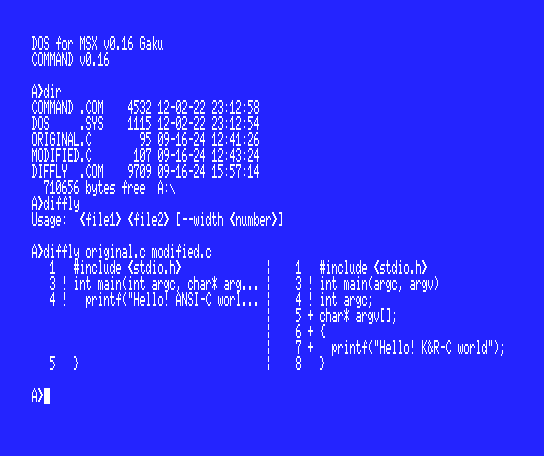 DOS for MSX v0.16 Gaku
COMMAND v0.16
A>dir
COMMAND .COM    4532 12-02-22 23:12:58
DOS     .SYS    1115 12-02-22 23:12:54
ORIGINAL.C        95 09-16-24 12:41:26
MODIFIED.C       107 09-16-24 12:43:24
DIFFLY  .COM    9709 09-16-24 15:57:14
  710656 bytes free  A:\
A>diffly
Usage:  <file1> <file2> [--width <number>]
A>diffly original.c modified.c
   1   #include <stdio.h>              ¦    1   #include <stdio.h>
   3 ! int main(int argc, char* arg... ¦    3 ! int main(argc, argv)
   4 !   printf("Hello! ANSI-C worl... ¦    4 ! int argc;
                                       ¦    5 + char* argv[];
                                       ¦    6 + {
                                       ¦    7 +   printf("Hello! K&R-C world");
   5   }                               ¦    8   }
A>